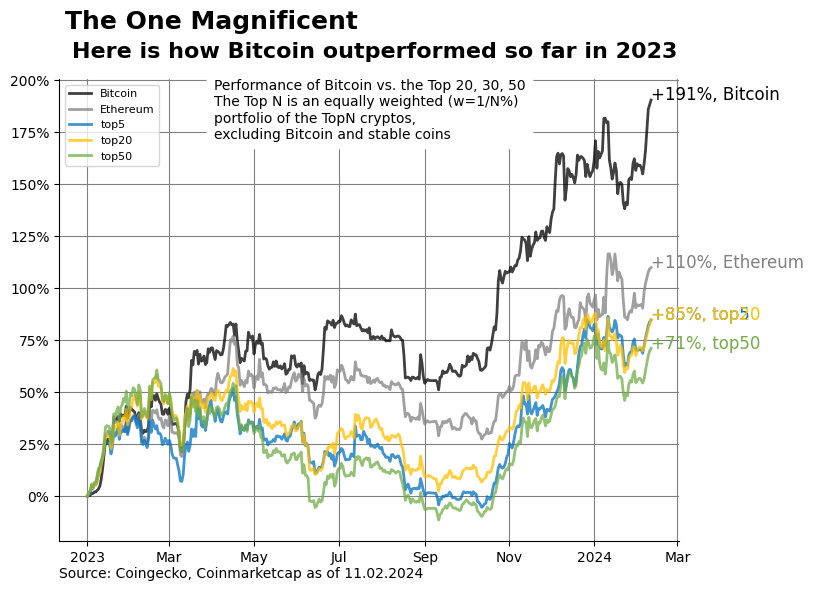 The One Magnificent
Here is how Bitcoin outperformed so far in 2023
200%
175%
150%
125%
100%
75%
50%
25%
0%
Bitcoin
Ethereum
top5
top20
top50
Performance of Bitcoin vs. the Top 20, 30, 50
The Top N is an equally weighted (w=1/N%)
portfolio of the TopN cryptos,
excluding Bitcoin and stable coins
+191%, Bitcoin
+110%, Ethereum
+85%, top20
+71%, top50
2023 Mar May Jul Sep Nov 2024 Mar
Source: Coingecko, Coinmarketcap as of 11.02.2024